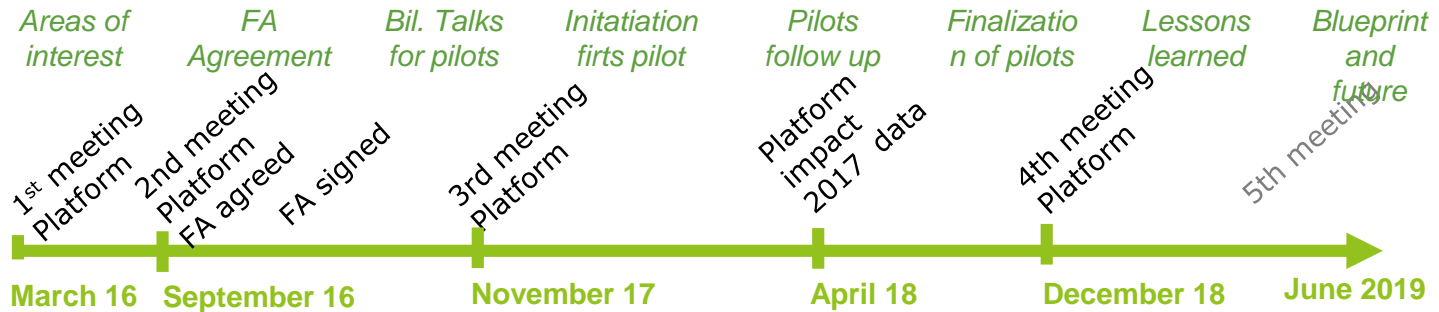 Areas of
interest
FA
Agreement
Bil. Talks
for pilots
Initatiation
firts pilot
Pilots
follow up
Finalizatio
n of pilots
Lessons
learned
Blueprint
and
future
1st meeting
Platform
2nd meeting
Platform
FA agreed
FA signed
3rd meeting
Platform
Platform
impact
2017 data
4th meeting
Platform
5th meeting
March 16
September 16
November 17
April 18
December 18
June 2019